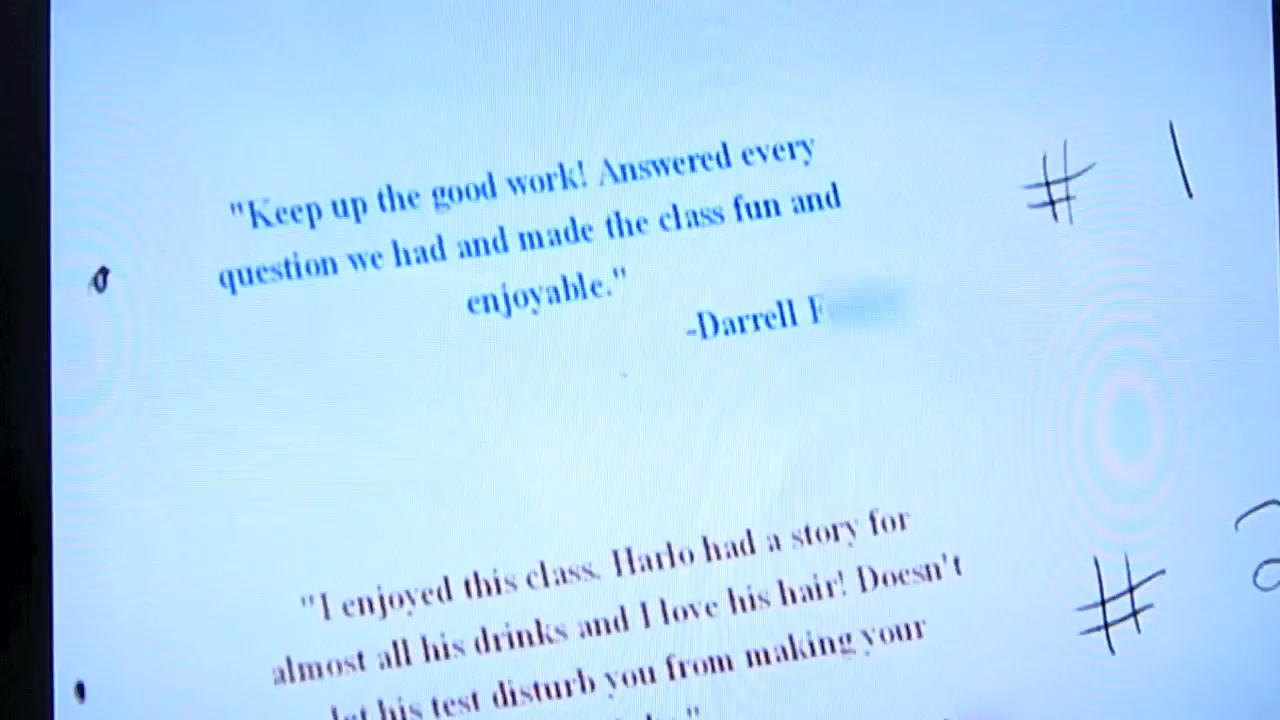 "Keep up the good work! Answered every
# 1
question we had and made the class fun and
enjoyable."
-Darrell F
"I enjoyed this class. Harlo had a story for
almost all his drinks and I love his hair! Doesn't
#
let his test disturb you from making your